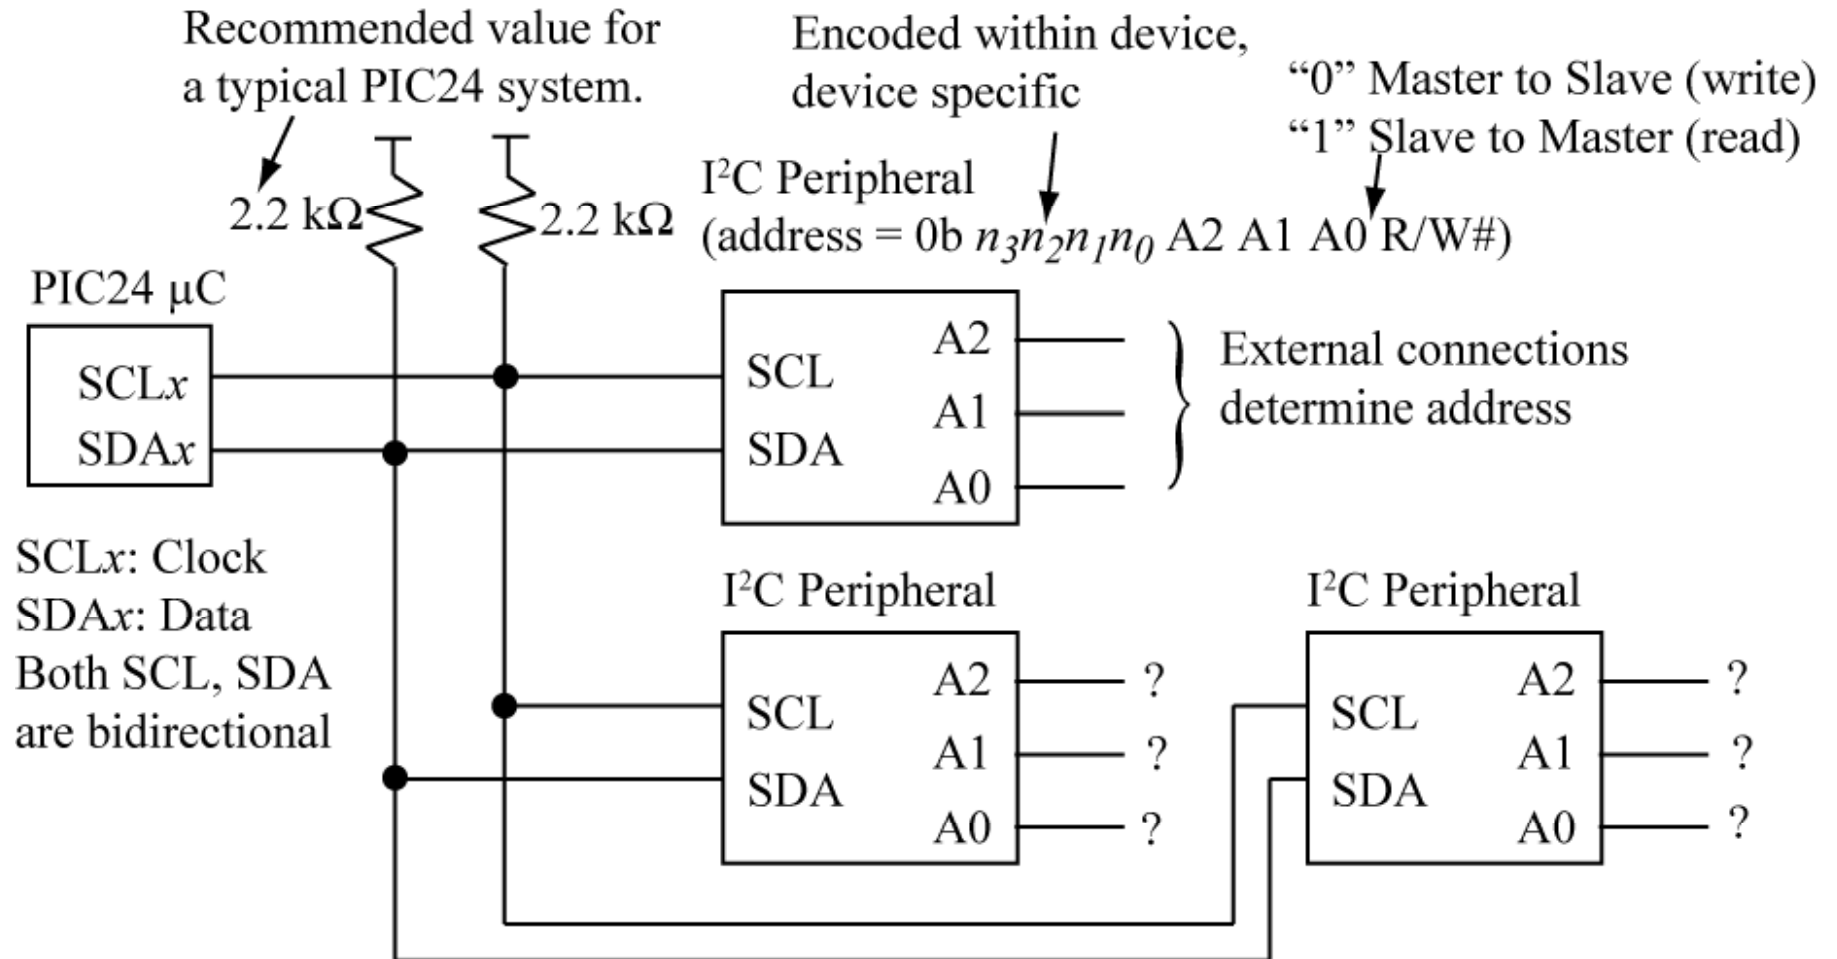 Recommended value for
a typical PIC24 system.
Encoded within device,
device specific
“0” Master to Slave (write)
“1” Slave to Master (read)
2.2 kΩ
2.2 kΩ
I²C Peripheral
(address = 0b n₃n₂n₁n₀ A2 A1 A0 R/W#)
PIC24 µC
SCLx
SDAx
SCL
SDA
A2
A1
A0
External connections
determine address
SCLx: Clock
SDAx: Data
Both SCL, SDA
are bidirectional
I²C Peripheral
SCL
SDA
A2 ?
A1 ?
A0 ?
I²C Peripheral
SCL
SDA
A2 ?
A1 ?
A0 ?